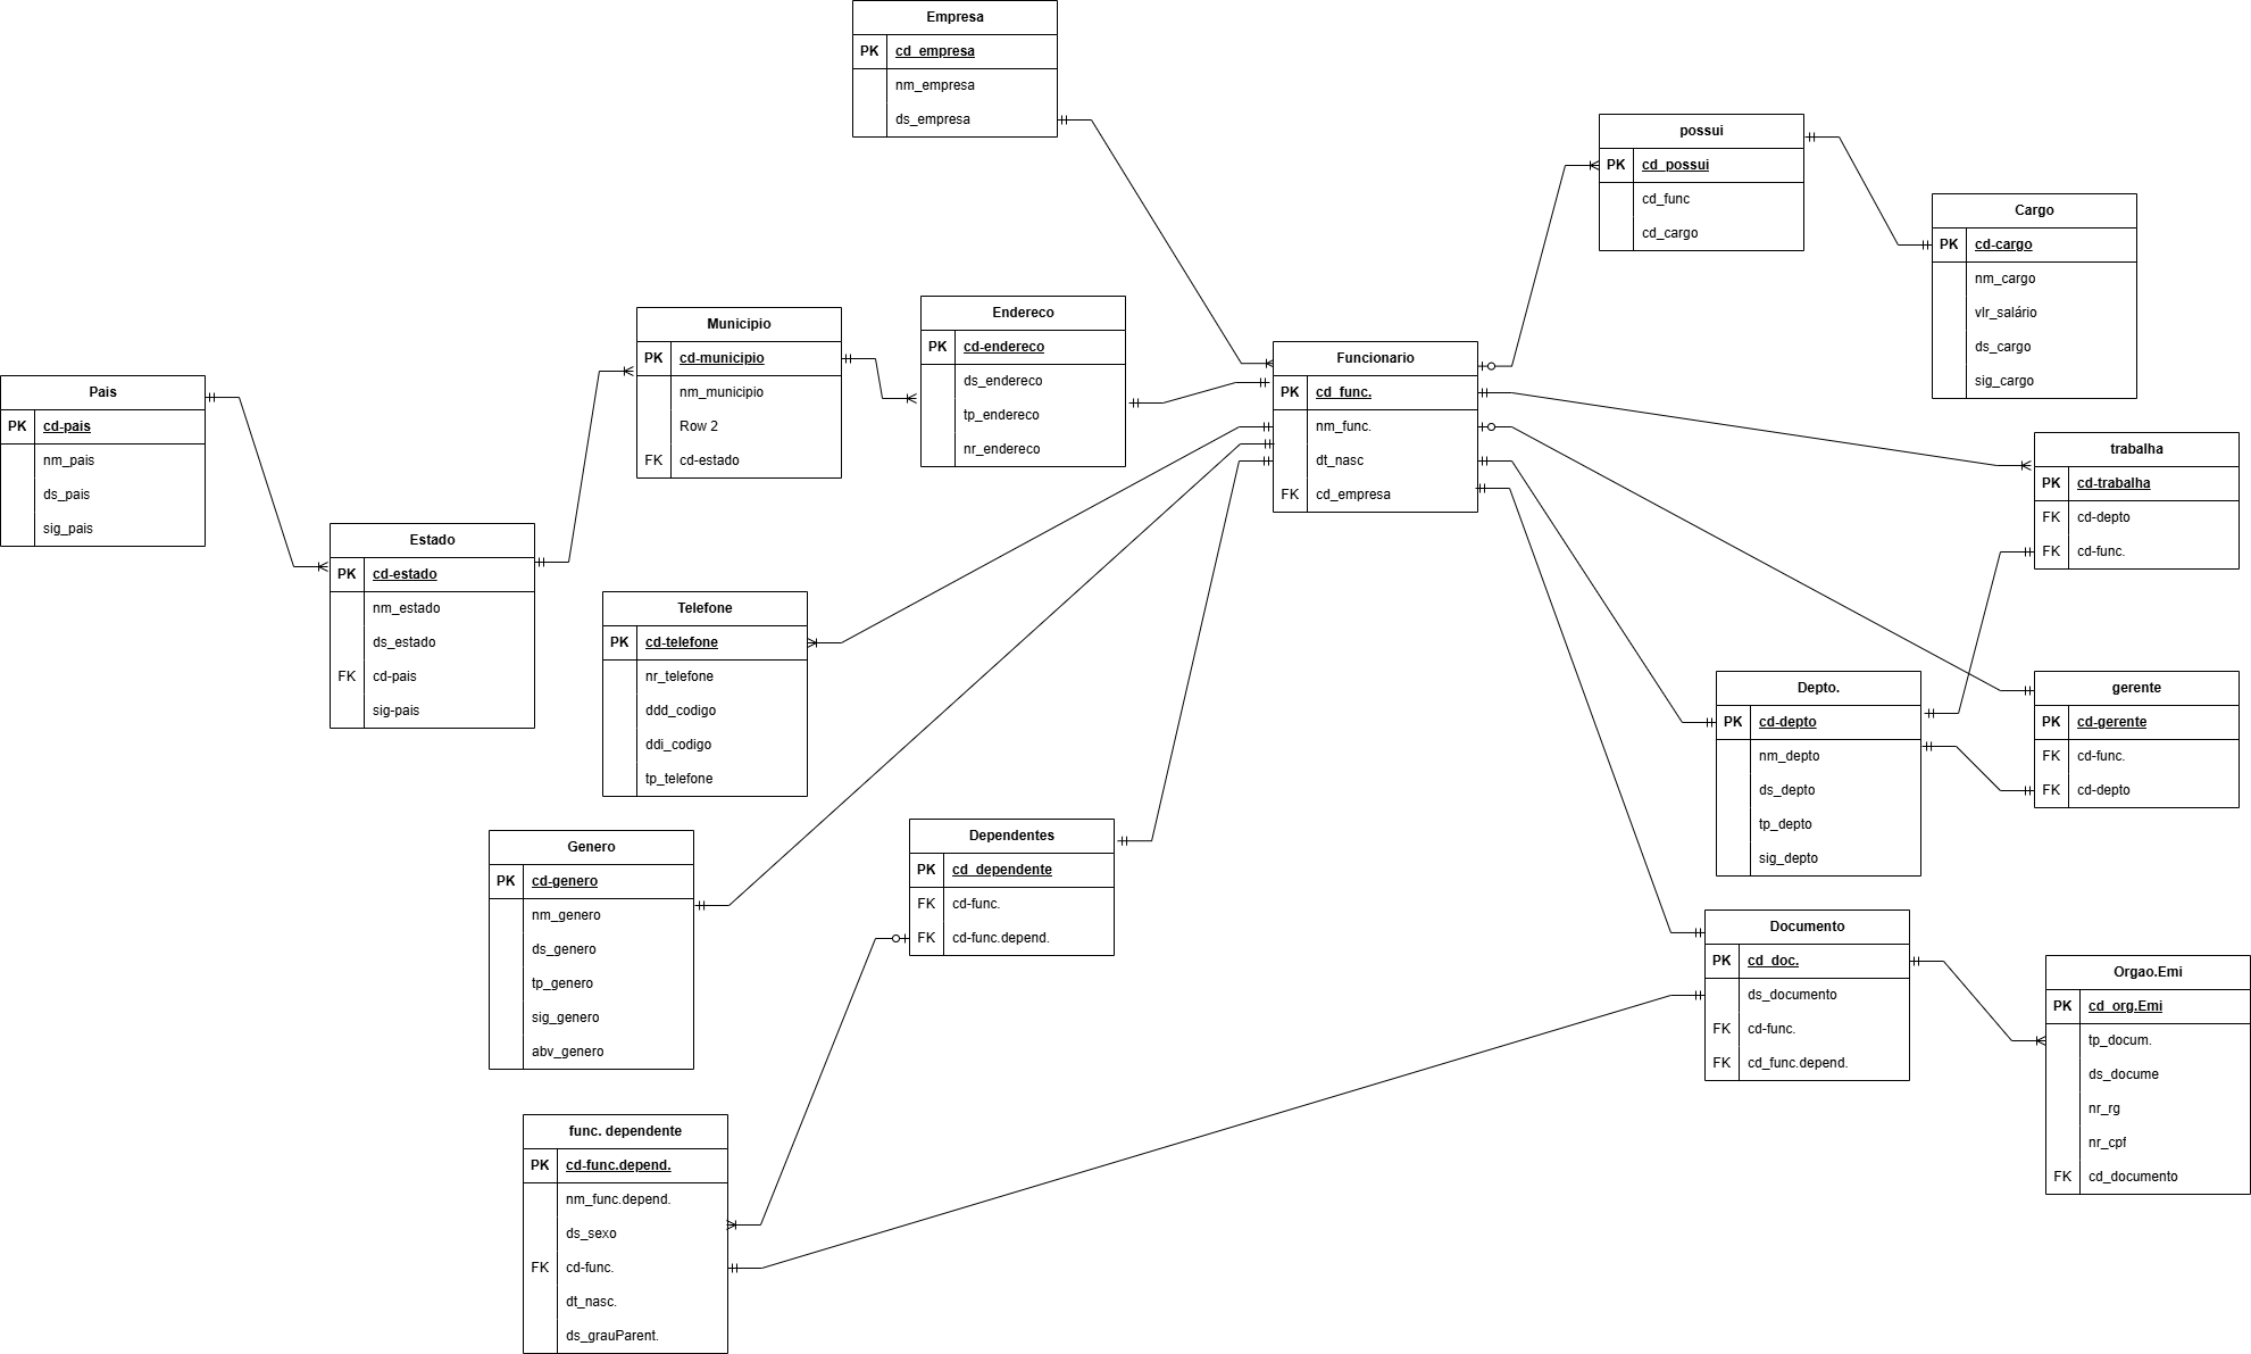 Empresa
PK cd_empresa
nm_empresa
ds_empresa
possui
PK cd_possui
cd_func
cd_cargo
Cargo
PK cd-cargo
nm_cargo
vlr_salário
ds_cargo
sig_cargo
Municipio
PK cd-municipio
nm_municipio
Row 2
FK cd-estado
Endereco
PK cd-endereco
ds_endereco
tp_endereco
nr_endereco
Funcionario
PK cd_func.
nm_func.
dt_nasc
FK cd_empresa
Pais
PK cd-pais
nm_pais
ds_pais
sig_pais
trabalha
PK cd-trabalha
FK cd-depto
FK cd-func.
Estado
PK cd-estado
nm_estado
ds_estado
FK cd-pais
sig-pais
Telefone
PK cd-telefone
nr_telefone
ddd_codigo
ddi_codigo
tp_telefone
Depto.
PK cd-depto
nm_depto
ds_depto
tp_depto
sig_depto
gerente
PK cd-gerente
FK cd-func.
FK cd-depto
Genero
PK cd-genero
nm_genero
ds_genero
tp_genero
sig_genero
abv_genero
Dependentes
PK cd_dependente
FK cd-func.
FK cd-func.depend.
Documento
PK cd_doc.
ds_documento
FK cd-func.
FK cd_func.depend.
Orgao.Emi
PK cd_org.Emi
tp_docum.
ds_docume
nr_rg
nr_cpf
FK cd_documento
func. dependente
PK cd-func.depend.
nm_func.depend.
ds_sexo
FK cd-func.
dt_nasc.
ds_grauParent.